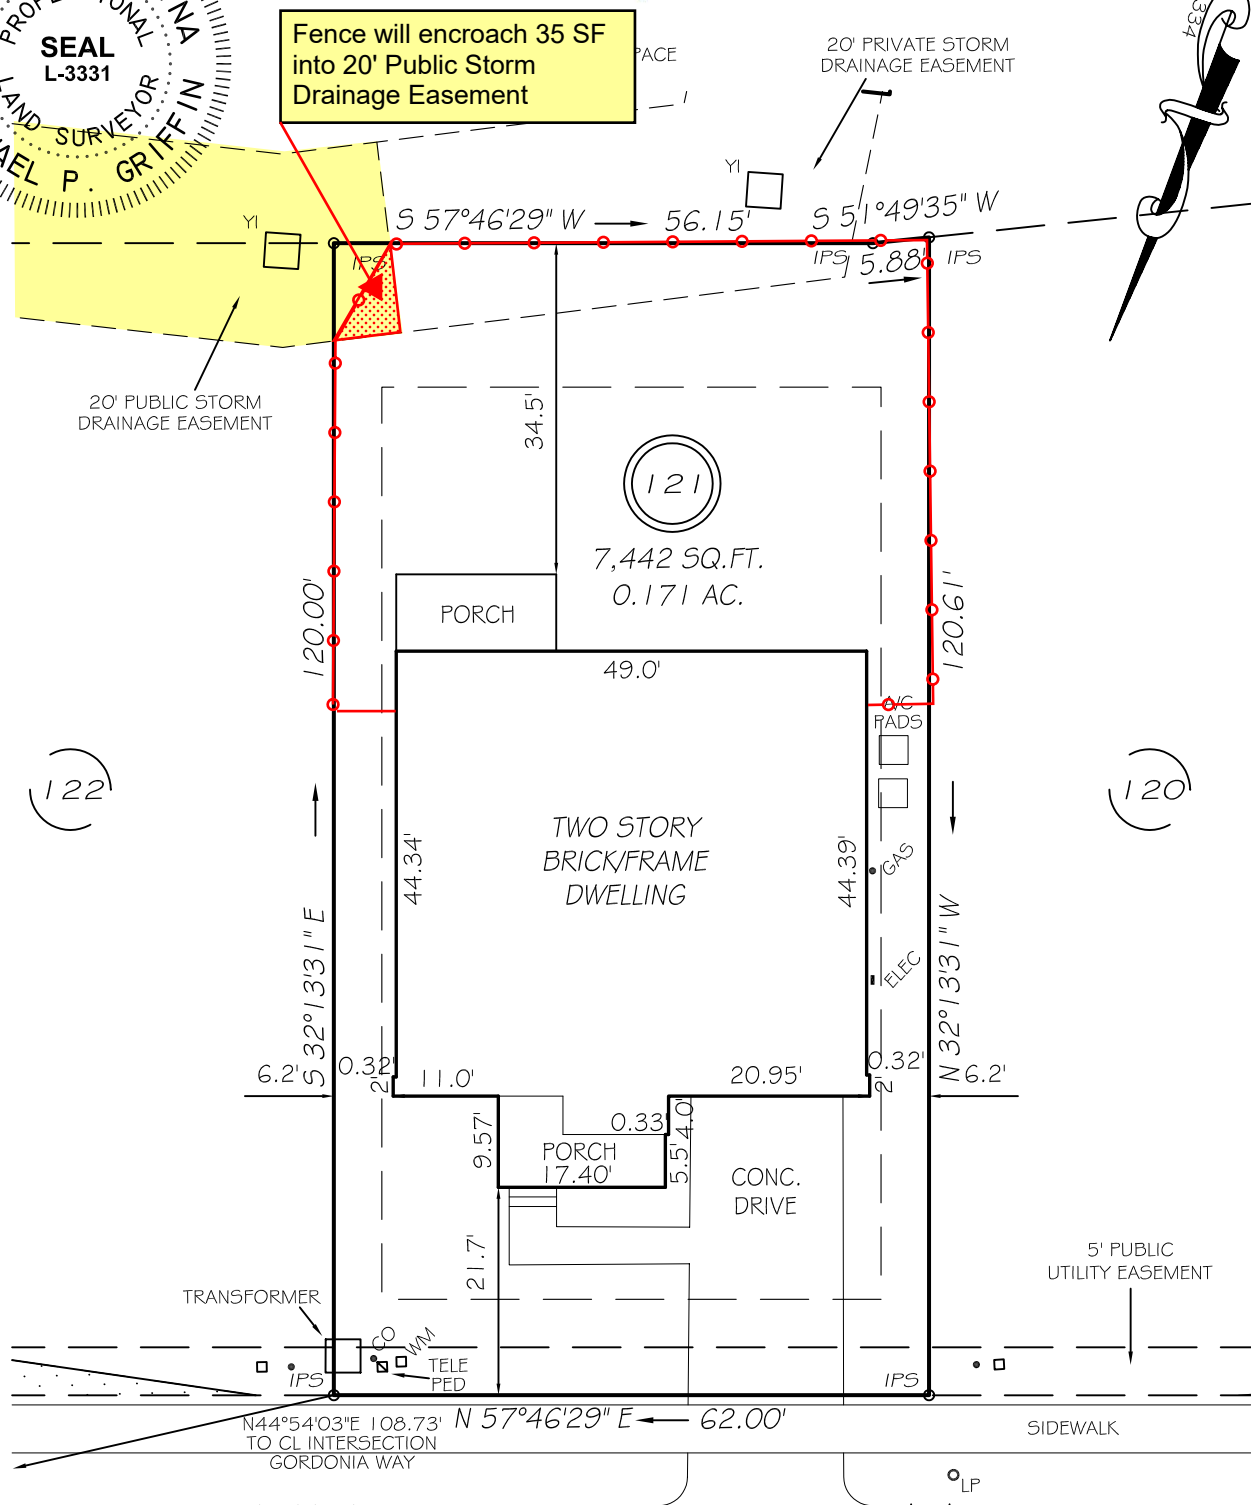 PROFESSIONAL
SEAL
L-3331
LAND SURVEYOR
P. GRIFFIN
Fence will encroach 35 SF
into 20' Public Storm
Drainage Easement
20' PRIVATE STORM
DRAINAGE EASEMENT
334
YI
YI
S 57°46'29" W
56.15'
S 51°49'35" W
IPS
IPS
15.88'
IPS
20' PUBLIC STORM
DRAINAGE EASEMENT
34.5'
121
7,442 SQ.FT.
0.171 AC.
PORCH
120.00'
120.61'
49.0'
A/C
PADS
122
120
TWO STORY
BRICK/FRAME
DWELLING
44.34'
44.39'
GAS
ELEC
S 32°13'31" E
N 32°13'31" W
6.2'
0.32'
2'
11.0'
20.95'
0.32'
2'
6.2'
9.57'
0.33'
4.0'
PORCH
17.40'
5.5'
CONC.
DRIVE
21.7'
5' PUBLIC
UTILITY EASEMENT
TRANSFORMER
CO
WM
TELE
PED
IPS
IPS
N44°54'03"E 108.73'
TO CL INTERSECTION
GORDONIA WAY
N 57°46'29" E
62.00'
SIDEWALK
LP